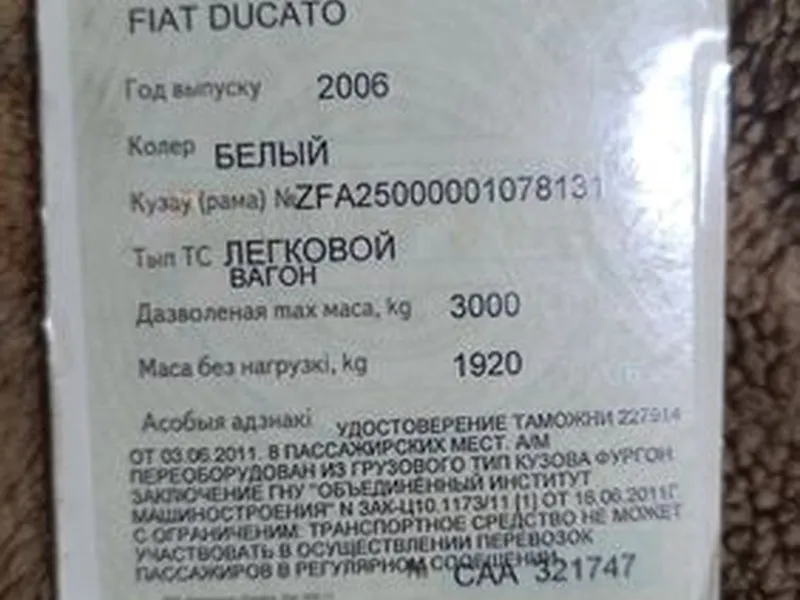 FIAT DUCATO
Год выпуску 2006
Колер БЕЛЫЙ
Кузаў (рама) №ZFA25000001078131
Тып ТС ЛЕГКОВОЙ
ВАГОН
Дазволеная max маса, kg 3000
Маса без нагрузкі, kg 1920
Асобыя адзнакі УДОСТОВЕРЕНИЕ ТАМОЖНИ 227914
ОТ 03.06.2011. 8 ПАССАЖИРСКИХ МЕСТ. А/М
ПЕРЕОБОРУДОВАН ИЗ ГРУЗОВОГО ТИП КУЗОВА ФУРГОН
ЗАКЛЮЧЕНИЕ ГНУ "ОБЪЕДИНЕННЫЙ ИНСТИТУТ
МАШИНОСТРОЕНИЯ" N ЗАК-Ц10.1173/11 [1] ОТ 16.06.2011Г.
С ОГРАНИЧЕНИМ: ТРАНСПОРТНОЕ СРЕДСТВО НЕ МОЖЕТ
УЧАСТВОВАТЬ В ОСУЩЕСТВЛЕНИИ ПЕРЕВОЗОК
ПАССАЖИРОВ В РЕГУЛЯРНОМ СООБЩЕНИИ.
№ САА 321747